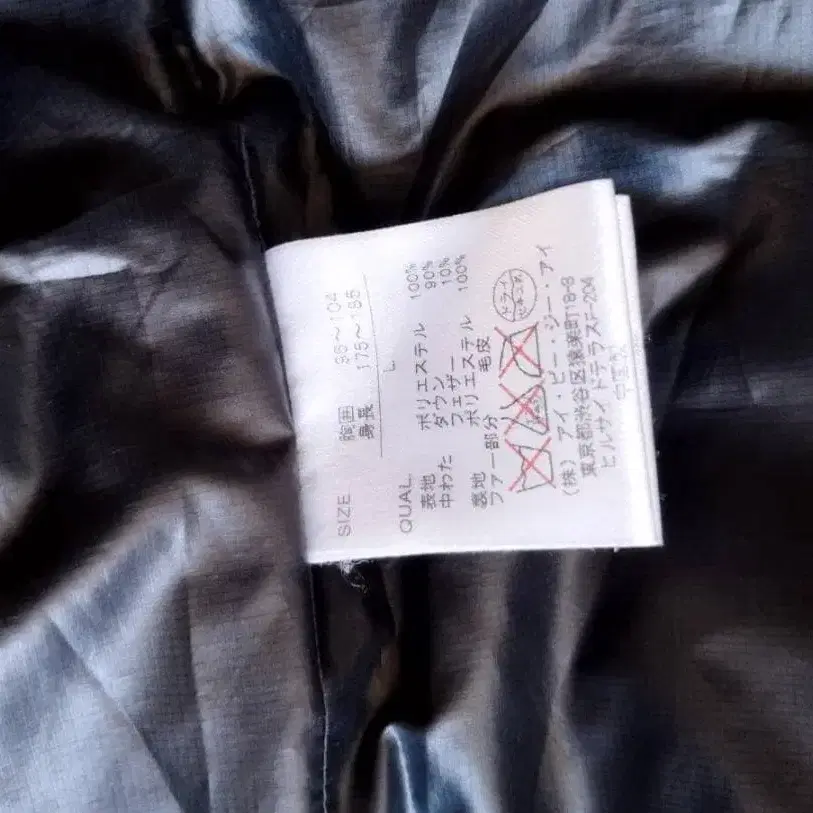 SIZE 胸囲 96～104
身長 175～185
L
QUAL.
表地 ポリエステル 100%
中わた ダウン 90%
フェザー 10%
裏地 ポリエステル 100%
ファー部分 毛皮
ドライ
(株) アイ・ピー・ジー・アイ
東京都渋谷区猿楽町18-8
ヒルサイドテラスF-204
中国製